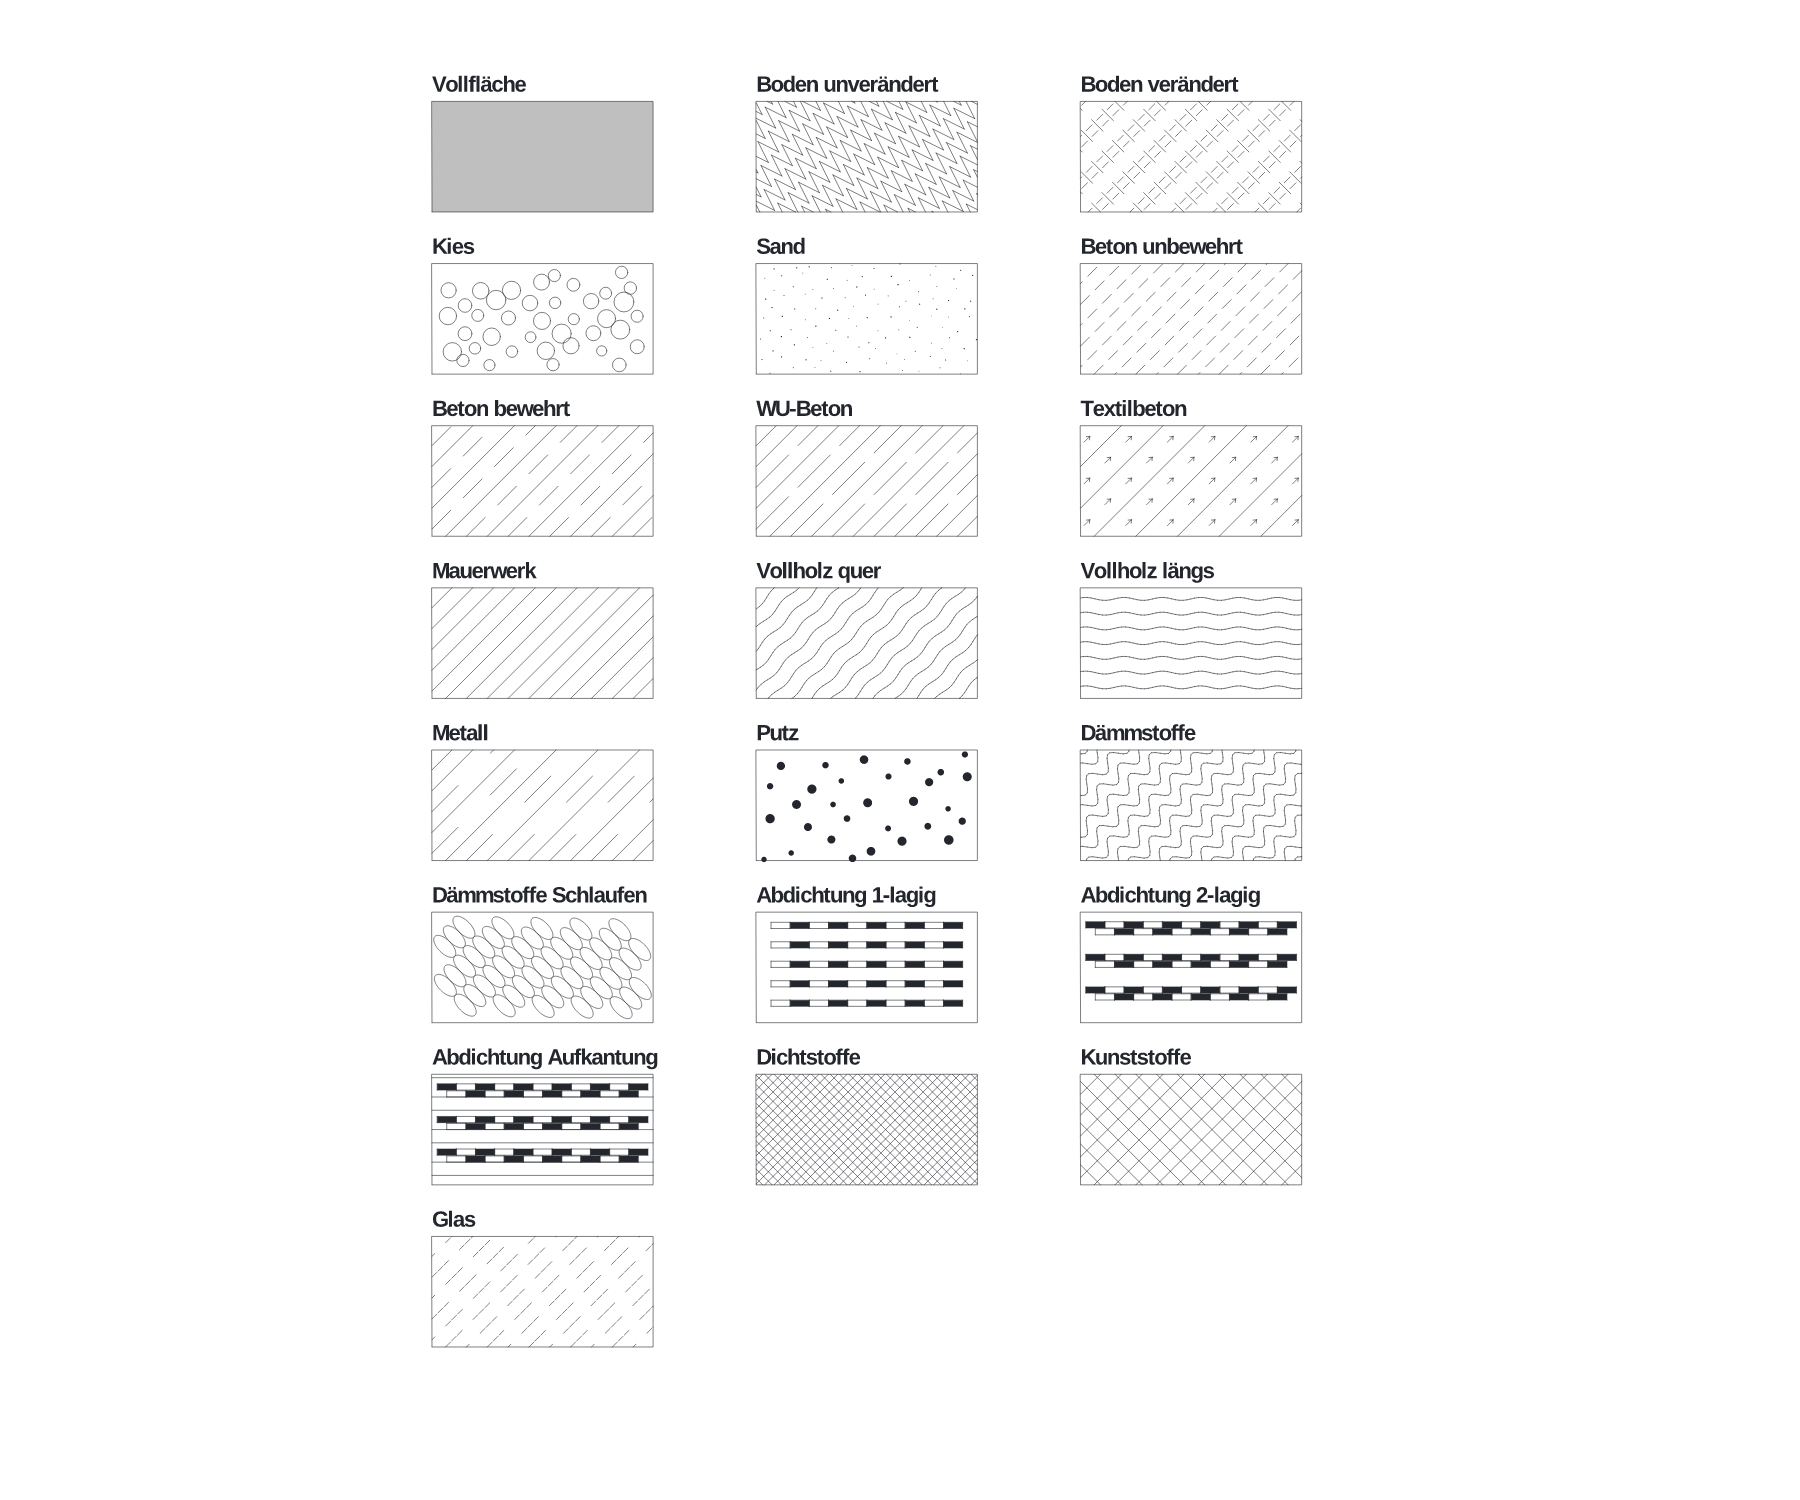 Vollfläche
Boden unverändert
Boden verändert
Kies
Sand
Beton unbewehrt
Beton bewehrt
WU-Beton
Textilbeton
Mauerwerk
Vollholz quer
Vollholz längs
Metall
Putz
Dämmstoffe
Dämmstoffe Schlaufen
Abdichtung 1-lagig
Abdichtung 2-lagig
Abdichtung Aufkantung
Dichtstoffe
Kunststoffe
Glas